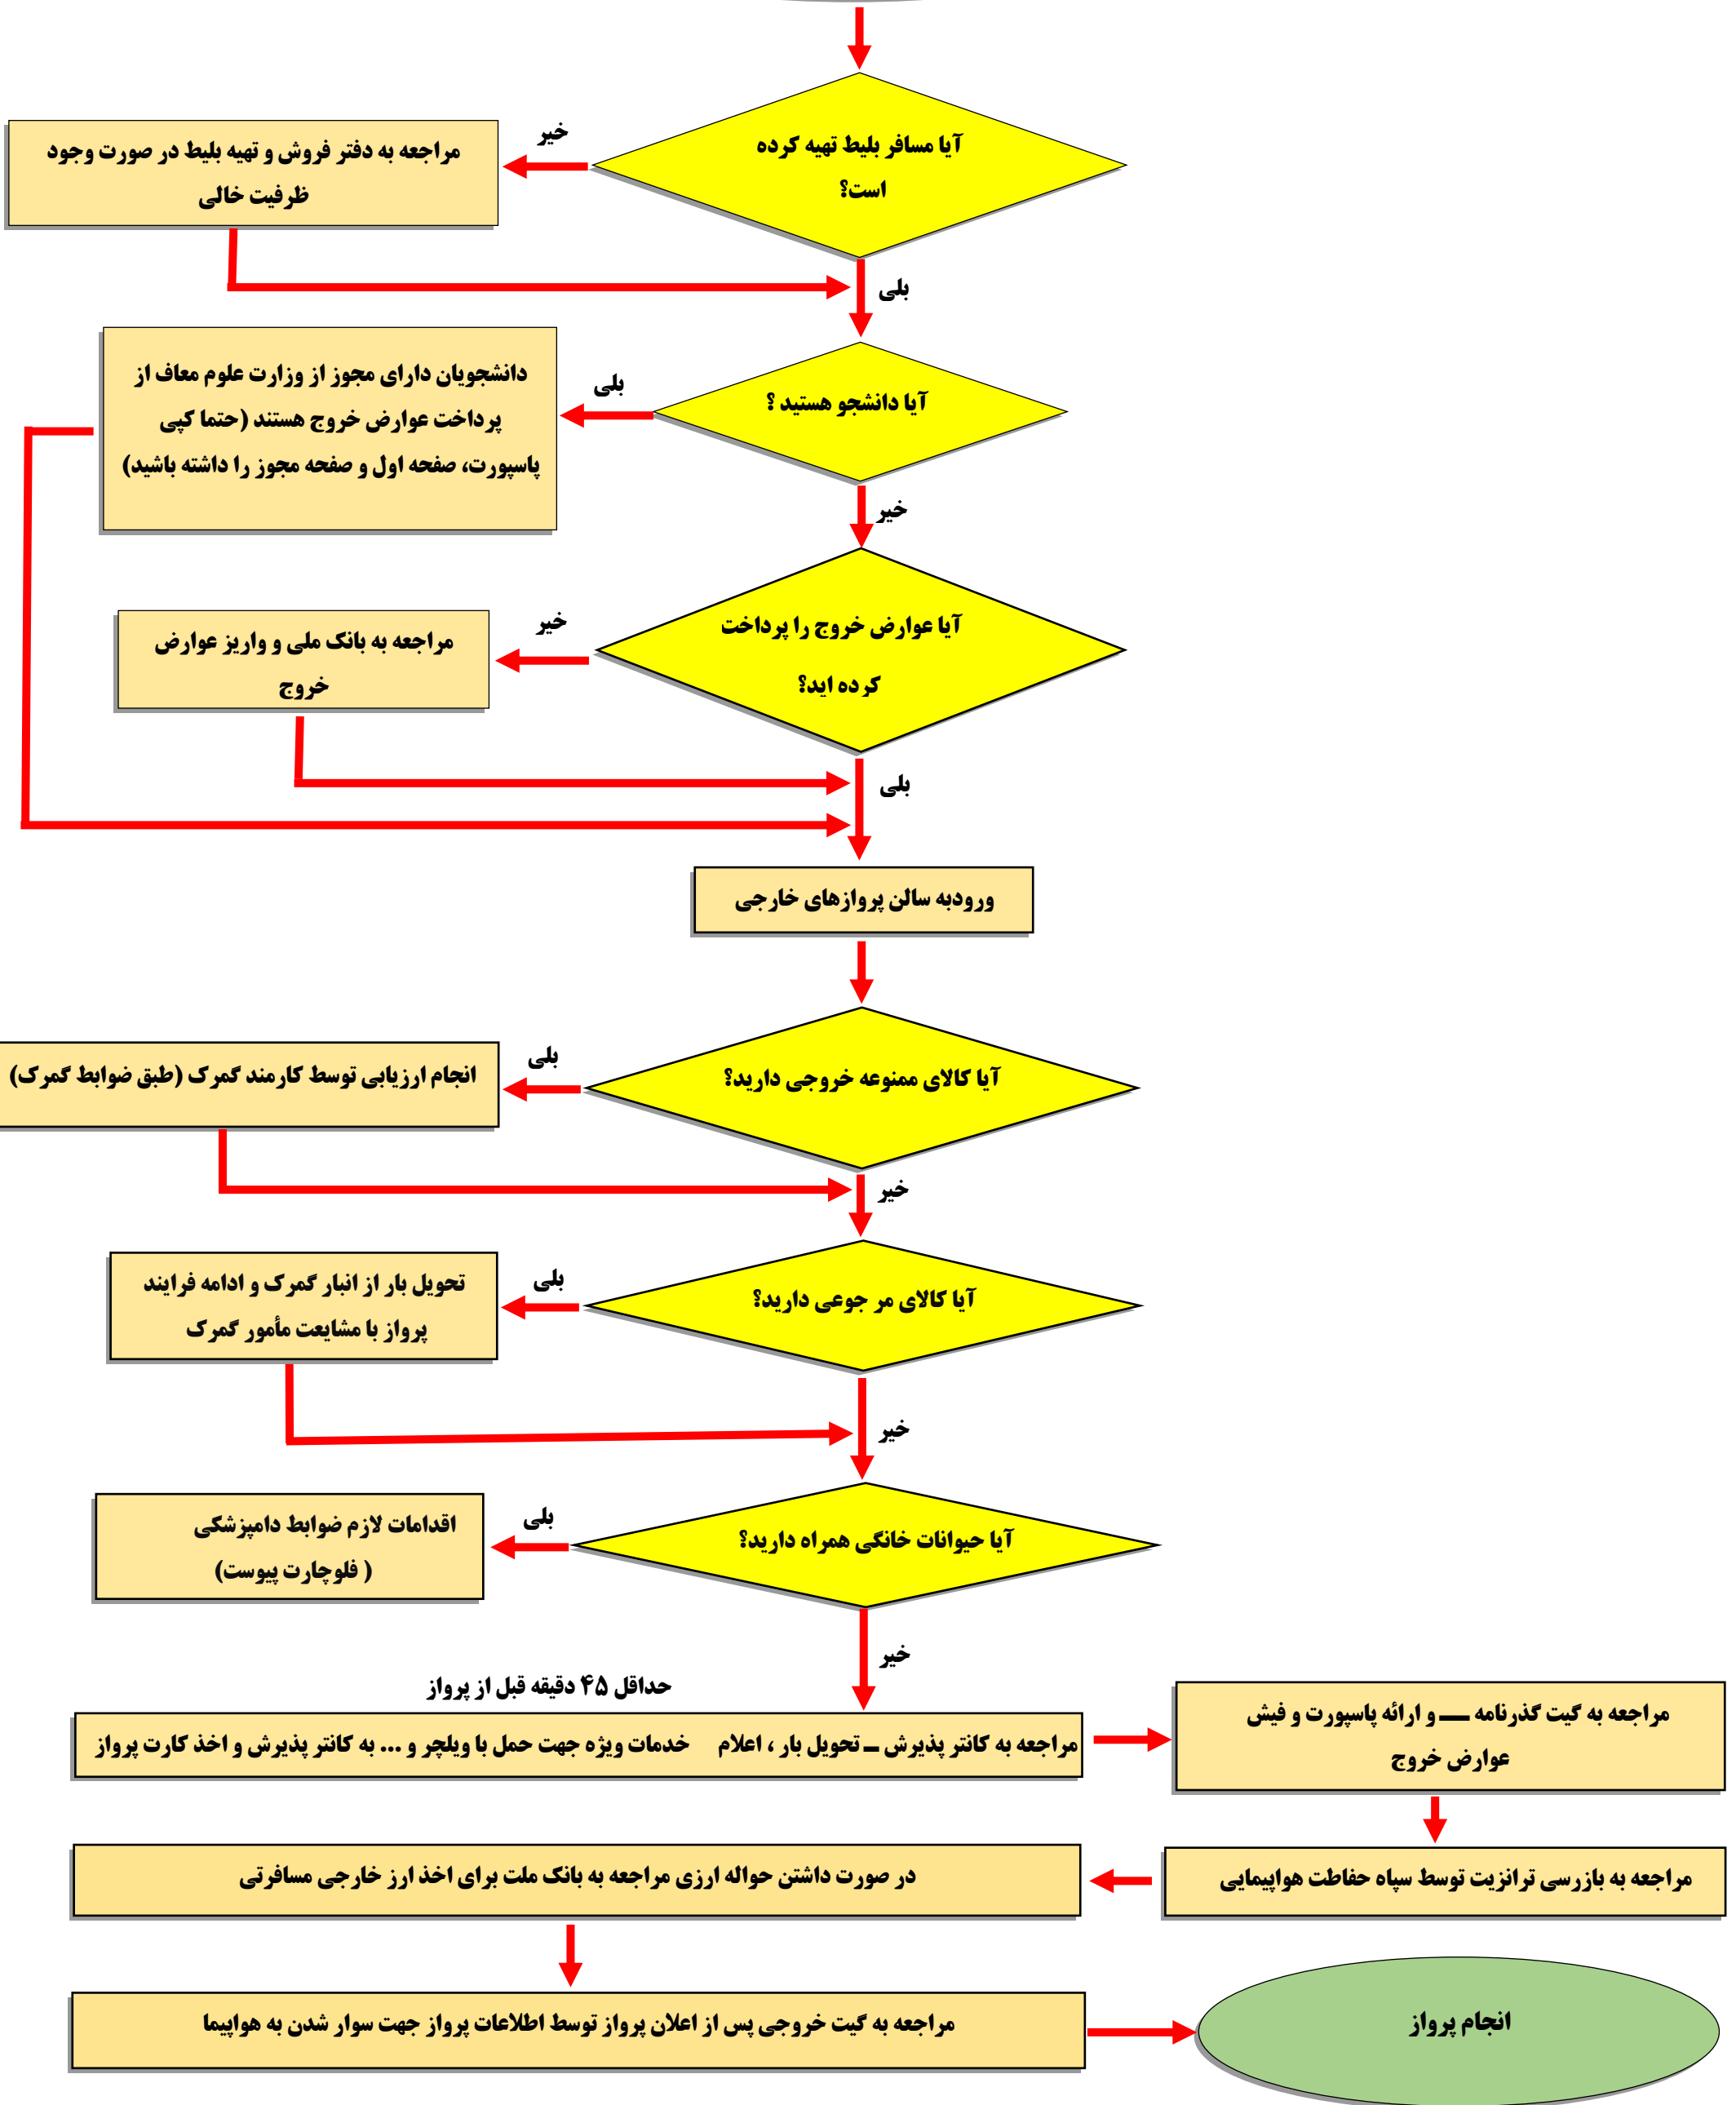 آیا مسافر بلیط تهیه کرده
است؟
خیر
مراجعه به دفتر فروش و تهیه بلیط در صورت وجود
ظرفیت خالی
بلی
آیا دانشجو هستید ؟
بلی
دانشجویان دارای مجوز از وزارت علوم معاف از
پرداخت عوارض خروج هستند (حتما کپی
پاسپورت، صفحه اول و صفحه مجوز را داشته باشید)
خیر
آیا عوارض خروج را پرداخت
کرده اید؟
خیر
مراجعه به بانک ملی و واریز عوارض
خروج
بلی
ورودبه سالن پروازهای خارجی
آیا کالای ممنوعه خروجی دارید؟
بلی
انجام ارزیابی توسط کارمند گمرک (طبق ضوابط گمرک)
خیر
آیا کالای مر جوعی دارید؟
بلی
تحویل بار از انبار گمرک و ادامه فرایند
پرواز با مشایعت مأمور گمرک
خیر
آیا حیوانات خانگی همراه دارید؟
بلی
اقدامات لازم ضوابط دامپزشکی
( فلوچارت پیوست)
خیر
حداقل ۴۵ دقیقه قبل از پرواز
مراجعه به کانتر پذیرش – تحویل بار ، اعلام خدمات ویژه جهت حمل با ویلچر و ... به کانتر پذیرش و اخذ کارت پرواز
مراجعه به گیت گذرنامه — و ارائه پاسپورت و فیش
عوارض خروج
مراجعه به بازرسی ترانزیت توسط سپاه حفاطت هواپیمایی
در صورت داشتن حواله ارزی مراجعه به بانک ملت برای اخذ ارز خارجی مسافرتی
مراجعه به گیت خروجی پس از اعلان پرواز توسط اطلاعات پرواز جهت سوار شدن به هواپیما
انجام پرواز